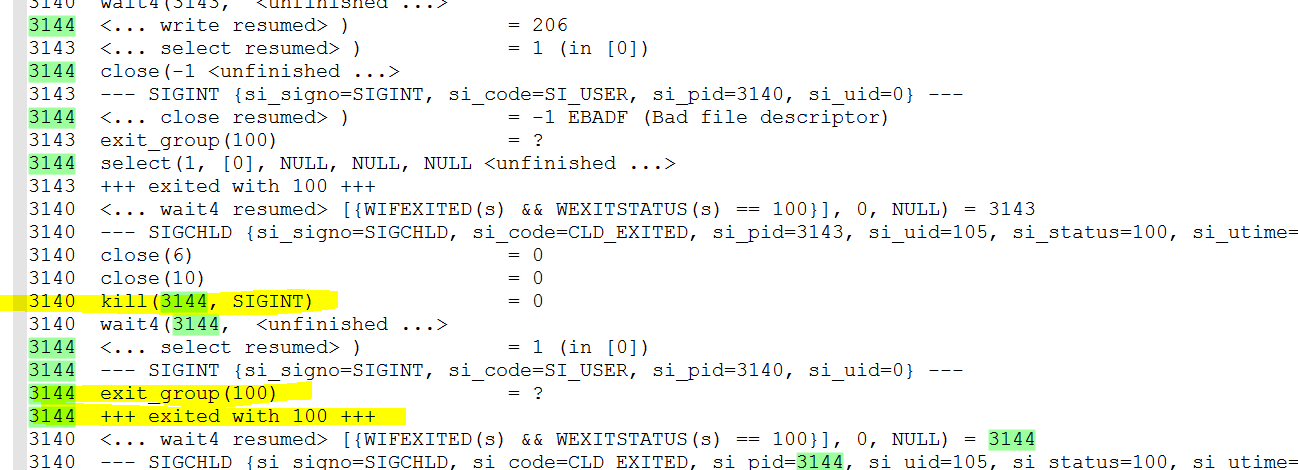 3140 wait4(3143, <unfinished ...>
3144 <... write resumed> ) = 206
3143 <... select resumed> ) = 1 (in [0])
3144 close(-1 <unfinished ...>
3143 --- SIGINT {si_signo=SIGINT, si_code=SI_USER, si_pid=3140, si_uid=0} ---
3144 <... close resumed> ) = -1 EBADF (Bad file descriptor)
3143 exit_group(100) = ?
3144 select(1, [0], NULL, NULL, NULL <unfinished ...>
3143 +++ exited with 100 +++
3140 <... wait4 resumed> [{WIFEXITED(s) && WEXITSTATUS(s) == 100}], 0, NULL) = 3143
3140 --- SIGCHLD {si_signo=SIGCHLD, si_code=CLD_EXITED, si_pid=3143, si_uid=105, si_status=100, si_utime=
3140 close(6) = 0
3140 close(10) = 0
3140 kill(3144, SIGINT) = 0
3140 wait4(3144, <unfinished ...>
3144 <... select resumed> ) = 1 (in [0])
3144 --- SIGINT {si_signo=SIGINT, si_code=SI_USER, si_pid=3140, si_uid=0} ---
3144 exit_group(100) = ?
3144 +++ exited with 100 +++
3140 <... wait4 resumed> [{WIFEXITED(s) && WEXITSTATUS(s) == 100}], 0, NULL) = 3144
3140 --- SIGCHLD {si_signo=SIGCHLD, si_code=CLD_EXITED, si_pid=3144, si_uid=105, si_status=100, si_utime=